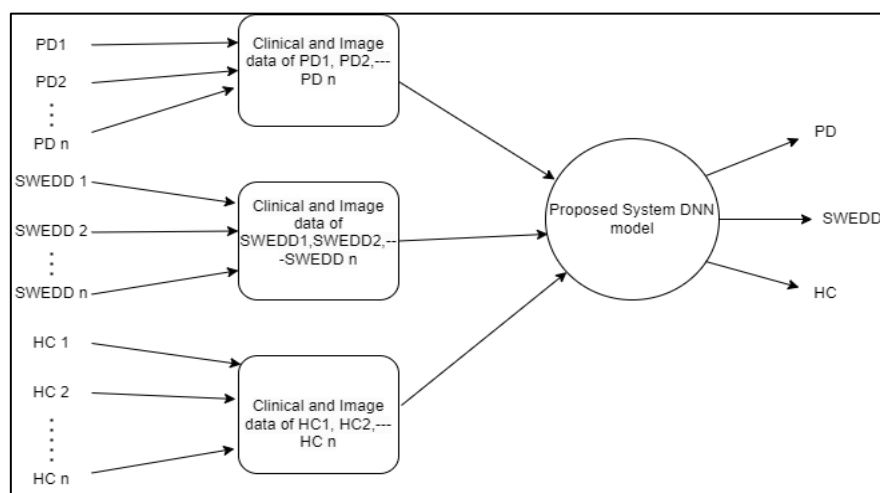 PD1
PD2
PD n
Clinical and Image
data of PD1, PD2,---
PD n
SWEDD 1
SWEDD 2
SWEDD n
Clinical and Image
data of
SWEDD1,SWEDD2,--
-SWEDD n
HC 1
HC 2
HC n
Clinical and Image
data of HC1, HC2,---
HC n
Proposed System DNN
model
PD
SWEDD
HC